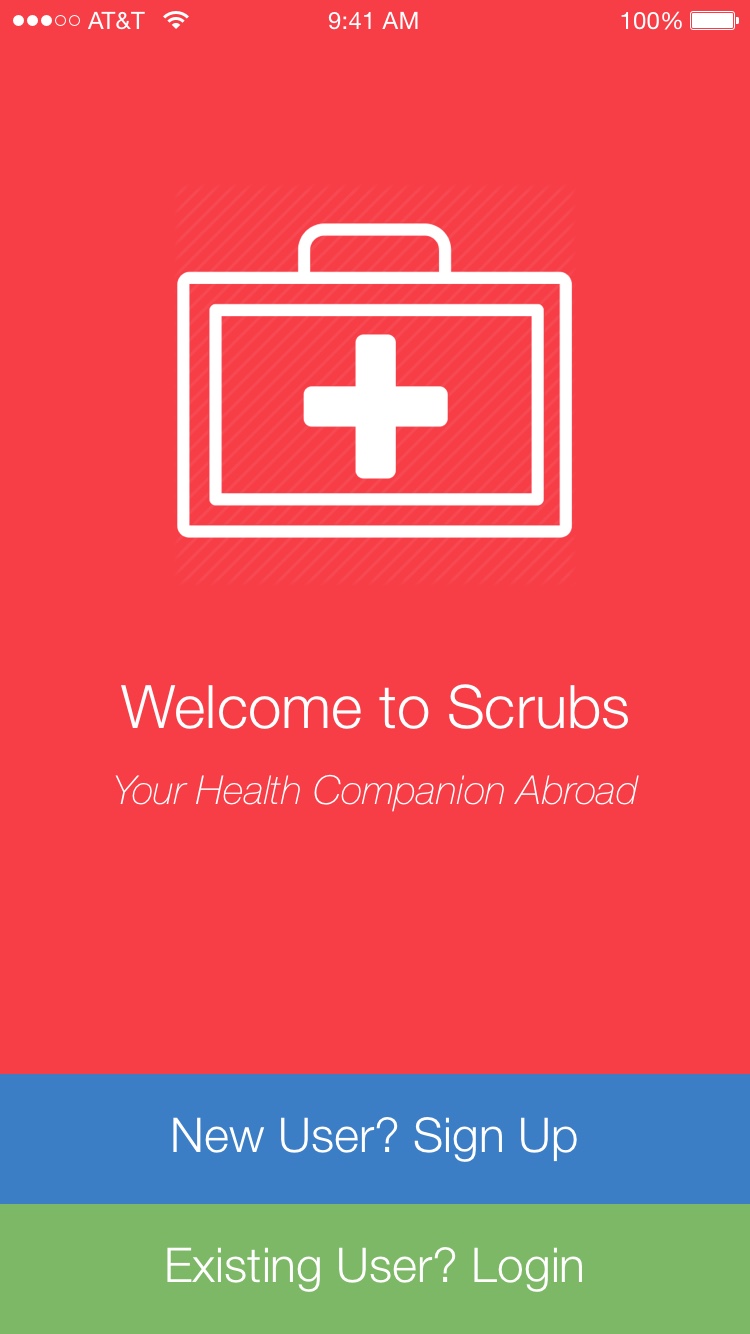 AT&T 9:41 AM 100%
Welcome to Scrubs
Your Health Companion Abroad
New User? Sign Up
Existing User? Login